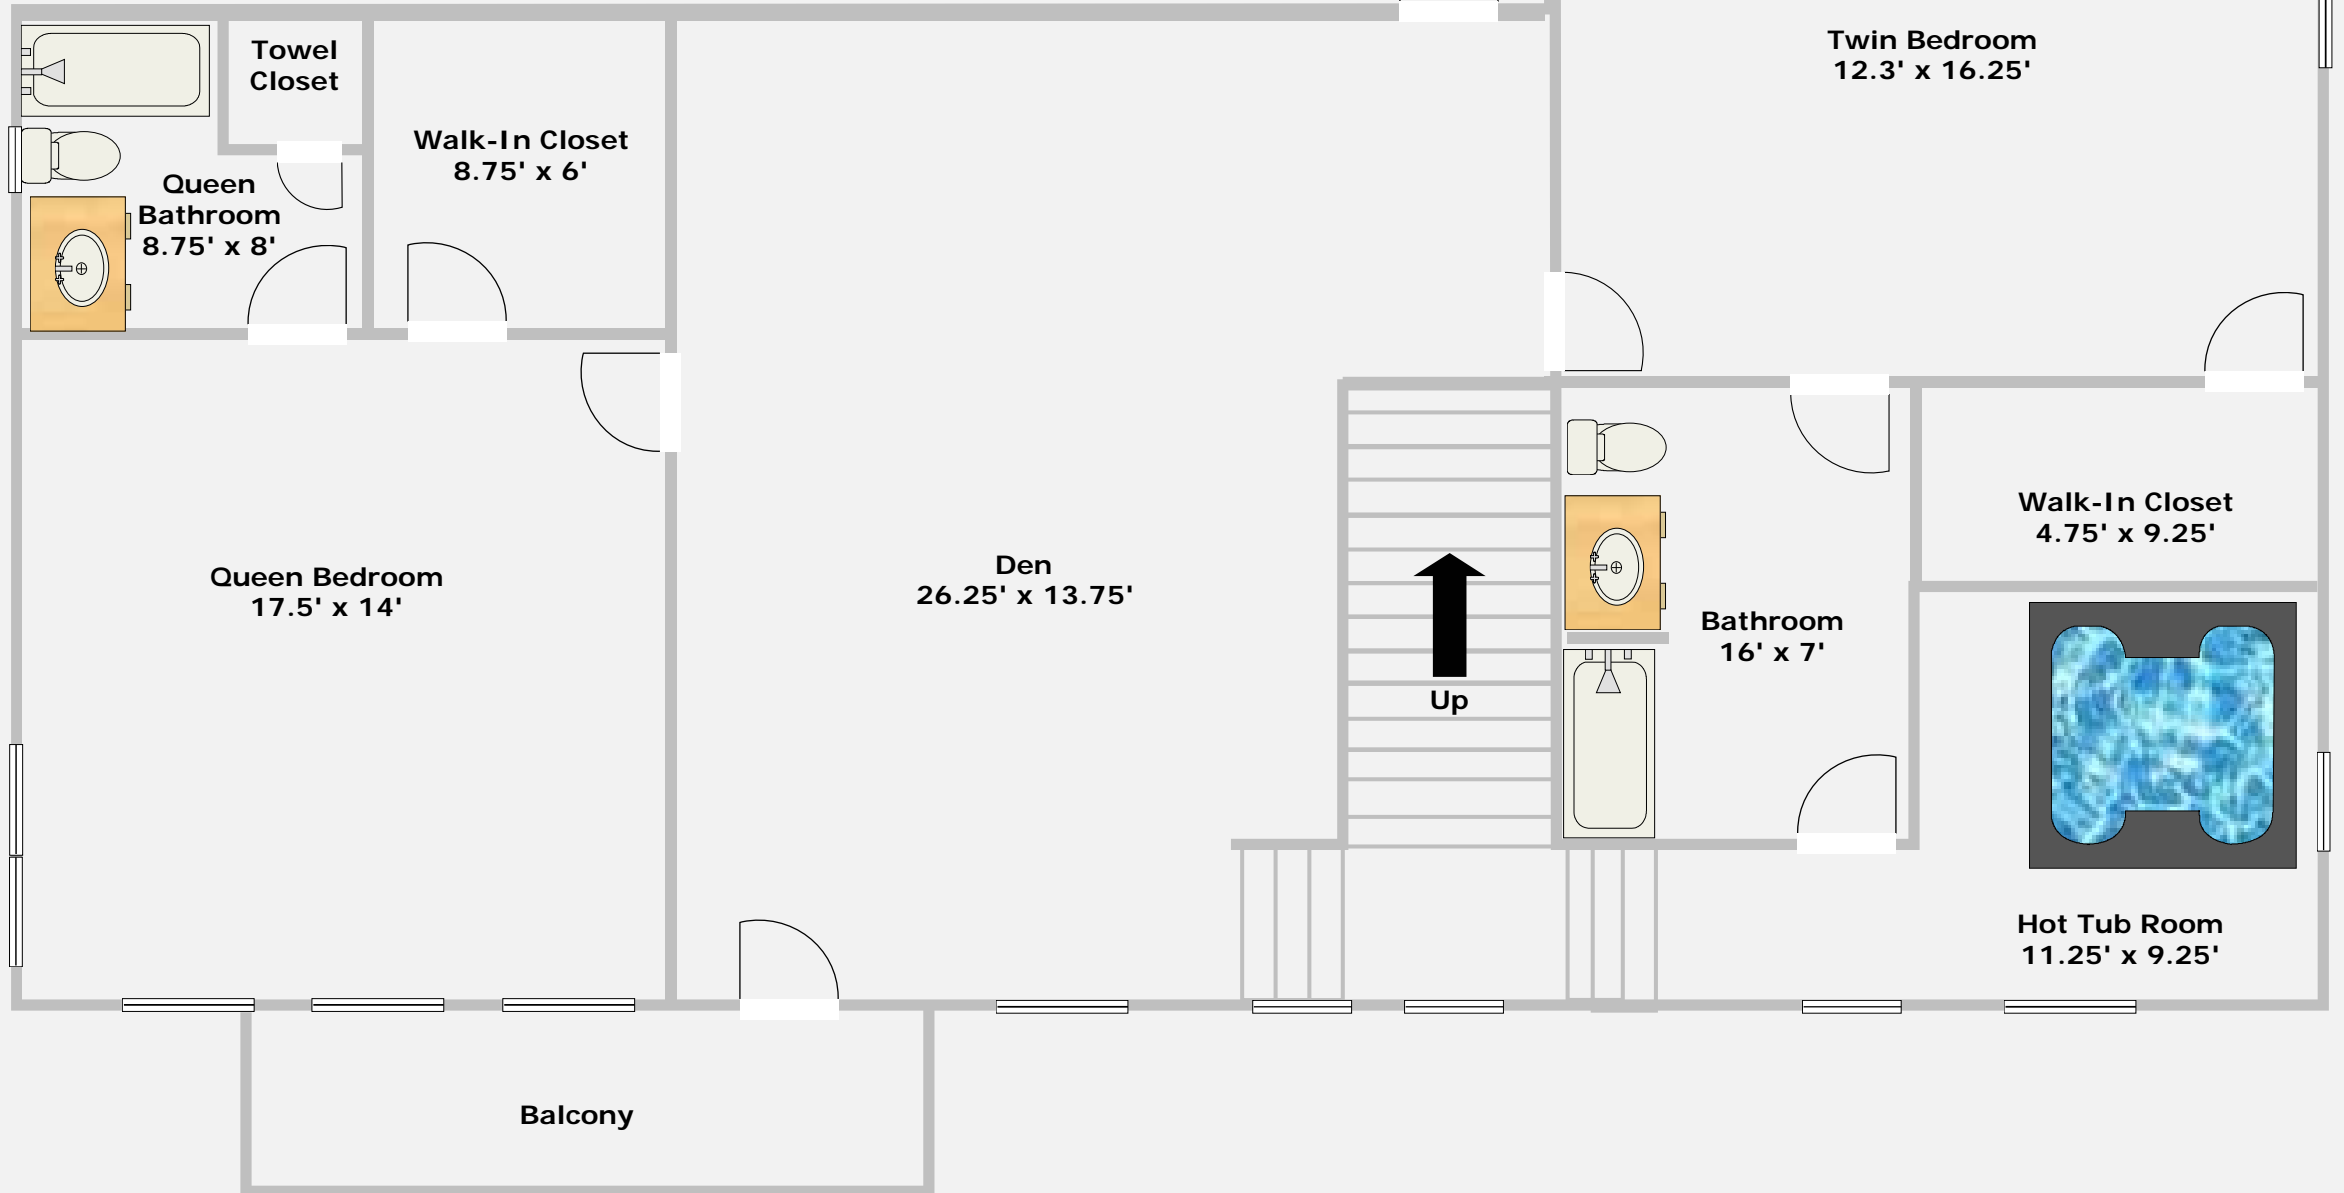 Towel
Closet
Twin Bedroom
12.3' x 16.25'
Walk-In Closet
8.75' x 6'
Queen
Bathroom
8.75' x 8'
Walk-In Closet
4.75' x 9.25'
Queen Bedroom
17.5' x 14'
Den
26.25' x 13.75'
Bathroom
16' x 7'
Up
Hot Tub Room
11.25' x 9.25'
Balcony